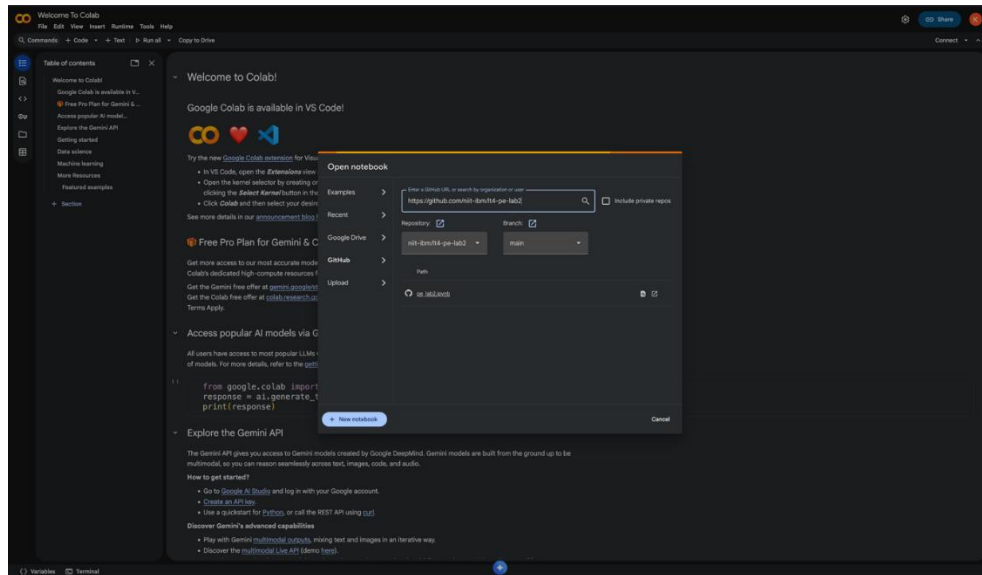 Welcome To Colab
File Edit View Insert Runtime Tools Help
Share
K
Commands + Code + Text Run all Copy to Drive
Connect
Table of contents
Welcome to Colab!
Google Colab is available in V...
Free Pro Plan for Gemini & ...
Access popular AI model...
Explore the Gemini API
Getting started
Data science
Machine learning
More Resources
Featured examples
+ Section
Welcome to Colab!
Google Colab is available in VS Code!
Try the new Google Colab extension for Visu
In VS Code, open the Extensions view
Open the kernel selector by creating or
clicking the Select Kernel button in the
Click Colab and then select your desire
See more details in our announcement blog
Free Pro Plan for Gemini & C
Get more access to our most accurate mode
Colab's dedicated high-compute resources f
Get the Gemini free offer at gemini.google/st
Get the Colab free offer at colab.research.go
Terms Apply.
Access popular AI models via G
All users have access to most popular LLMs
of models. For more details, refer to the getti
from google.colab import
response = ai.generate_t
print(response)
Explore the Gemini API
The Gemini API gives you access to Gemini models created by Google DeepMind. Gemini models are built from the ground up to be
multimodal, so you can reason seamlessly across text, images, code, and audio.
How to get started?
Go to Google AI Studio and log in with your Google account.
Create an API key.
Use a quickstart for Python, or call the REST API using curl.
Discover Gemini's advanced capabilities
Play with Gemini multimodal outputs, mixing text and images in an iterative way.
Discover the multimodal Live API (demo here).
Open notebook
Examples
Recent
Google Drive
GitHub
Upload
Enter a GitHub URL or search by organization or user
https://github.com/niit-ibm/lt4-pe-lab2
Include private repos
Repository:
Branch:
niit-ibm/lt4-pe-lab2
main
Path
pe_lab2.ipynb
+ New notebook
Cancel
Variables
Terminal